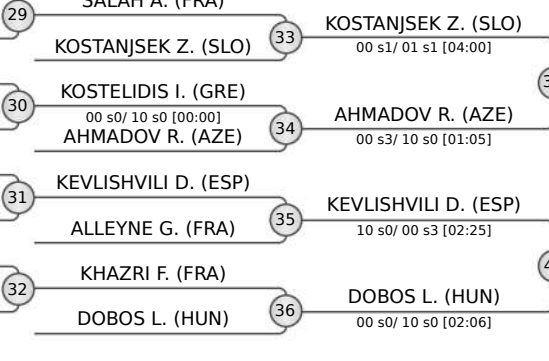 SALAH A. (FRA)
29
KOSTANJSEK Z. (SLO)
33
KOSTANJSEK Z. (SLO)
00 s1/ 01 s1 [04:00]
30
KOSTELIDIS I. (GRE)
00 s0/ 10 s0 [00:00]
AHMADOV R. (AZE)
34
AHMADOV R. (AZE)
00 s3/ 10 s0 [01:05]
31
KEVLISHVILI D. (ESP)
ALLEYNE G. (FRA)
35
KEVLISHVILI D. (ESP)
10 s0/ 00 s3 [02:25]
32
KHAZRI F. (FRA)
DOBOS L. (HUN)
36
DOBOS L. (HUN)
00 s0/ 10 s0 [02:06]